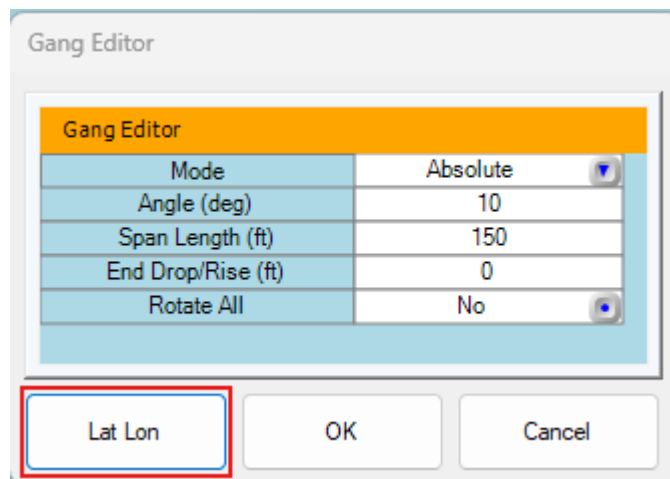 Gang Editor
Gang Editor
Mode Absolute
Angle (deg) 10
Span Length (ft) 150
End Drop/Rise (ft) 0
Rotate All No
Lat Lon OK Cancel